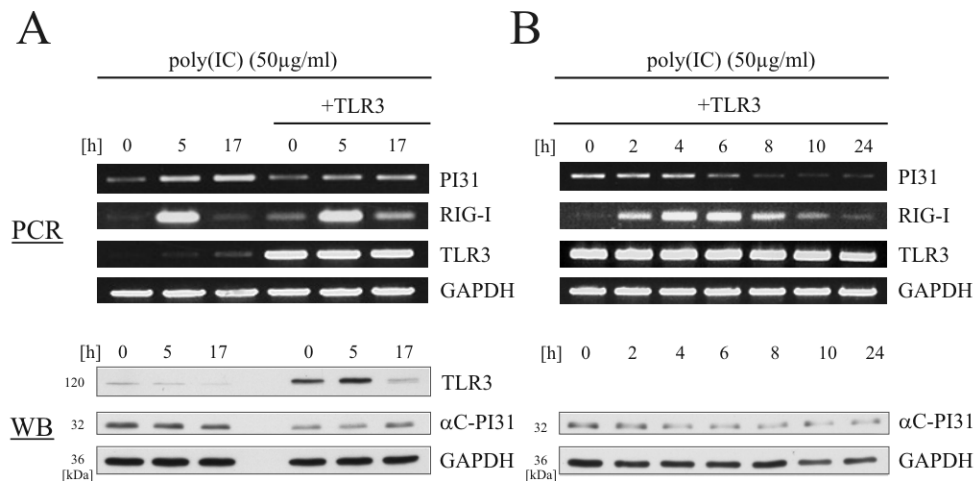 A
B
poly(IC) (50µg/ml)
poly(IC) (50µg/ml)
+TLR3
+TLR3
[h] 0 5 17 0 5 17
[h] 0 2 4 6 8 10 24
PCR
PI31
RIG-I
TLR3
GAPDH
PI31
RIG-I
TLR3
GAPDH
[h] 0 5 17 0 5 17
[h] 0 2 4 6 8 10 24
WB
120 TLR3
32 αC-PI31
36 GAPDH
[kDa]
32 αC-PI31
36 GAPDH
[kDa]